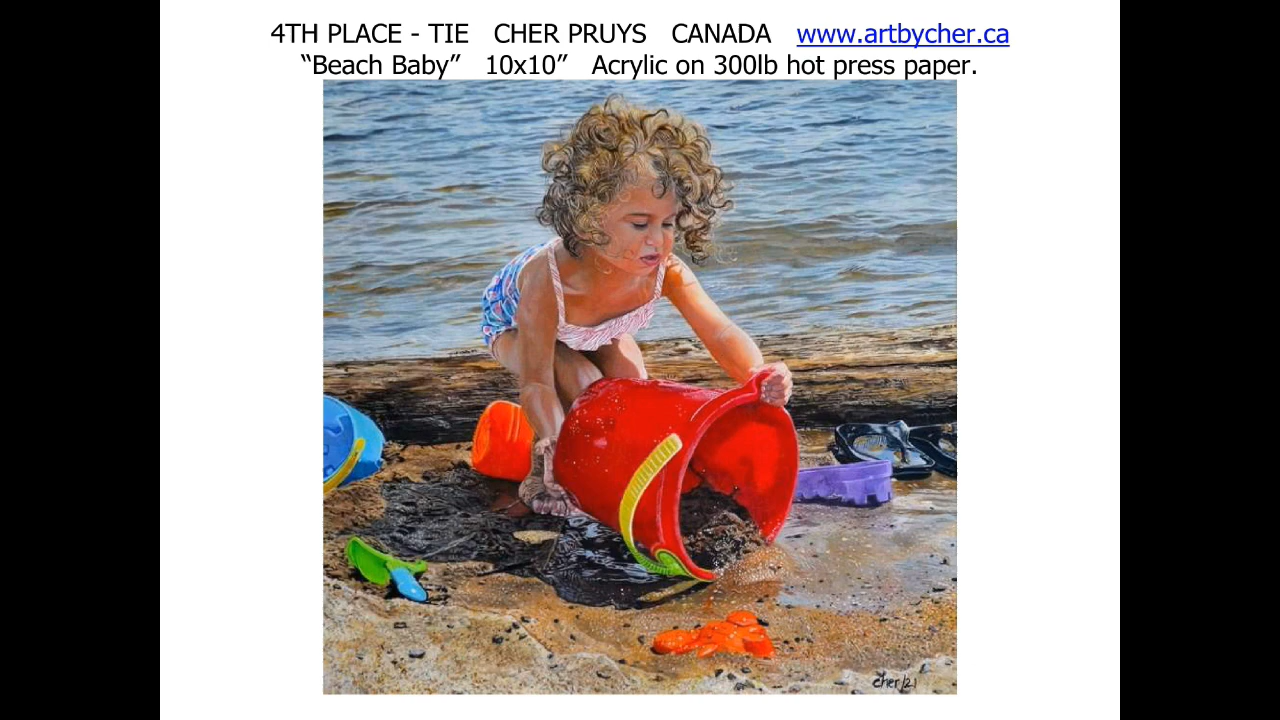 4TH PLACE - TIE CHER PRUYS CANADA www.artbycher.ca
“Beach Baby” 10x10” Acrylic on 300lb hot press paper.
cher/21